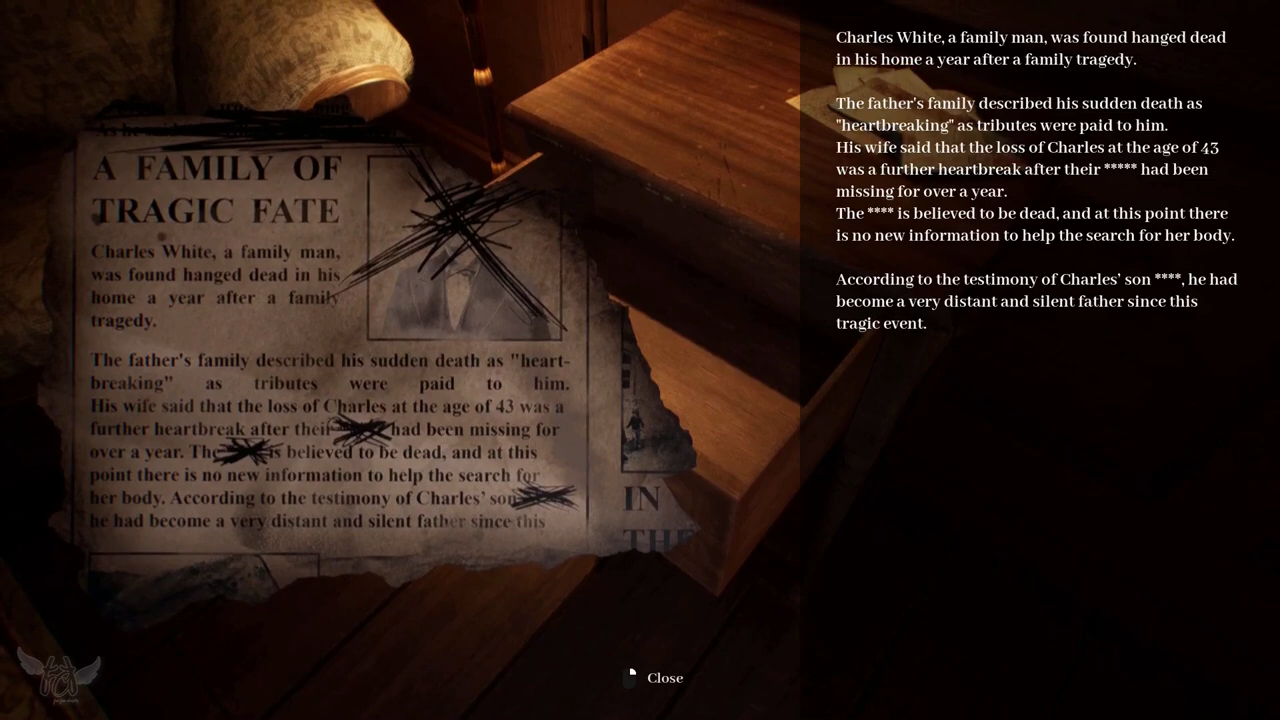 A FAMILY OF
TRAGIC FATE
Charles White, a family man,
was found hanged dead in his
home a year after a family
tragedy.
The father's family described his sudden death as "heart-
breaking" as tributes were paid to him.
His wife said that the loss of Charles at the age of 43 was a
further heartbreak after their had been missing for
over a year. The is believed to be dead, and at this
point there is no new information to help the search for
her body. According to the testimony of Charles' son
he had become a very distant and silent father since this
IN
THE
Charles White, a family man, was found hanged dead
in his home a year after a family tragedy.
The father's family described his sudden death as
"heartbreaking" as tributes were paid to him.
His wife said that the loss of Charles at the age of 43
was a further heartbreak after their ***** had been
missing for over a year.
The **** is believed to be dead, and at this point there
is no new information to help the search for her body.
According to the testimony of Charles’ son ****, he had
become a very distant and silent father since this
tragic event.
Close